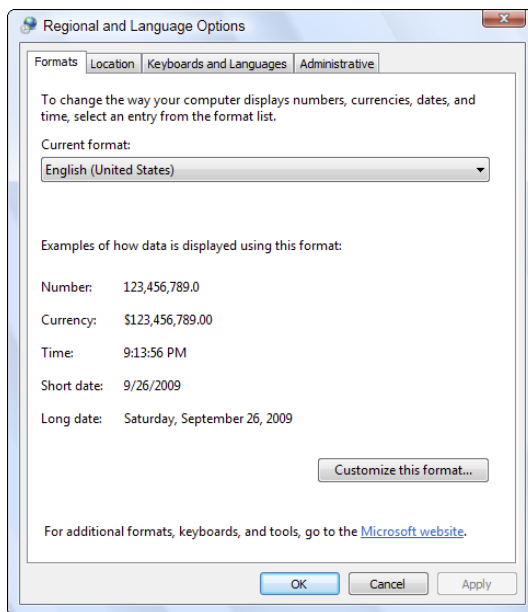 Regional and Language Options
Formats Location Keyboards and Languages Administrative
To change the way your computer displays numbers, currencies, dates, and
time, select an entry from the format list.
Current format:
English (United States)
Examples of how data is displayed using this format:
Number: 123,456,789.0
Currency: $123,456,789.00
Time: 9:13:56 PM
Short date: 9/26/2009
Long date: Saturday, September 26, 2009
Customize this format...
For additional formats, keyboards, and tools, go to the Microsoft website.
OK Cancel Apply